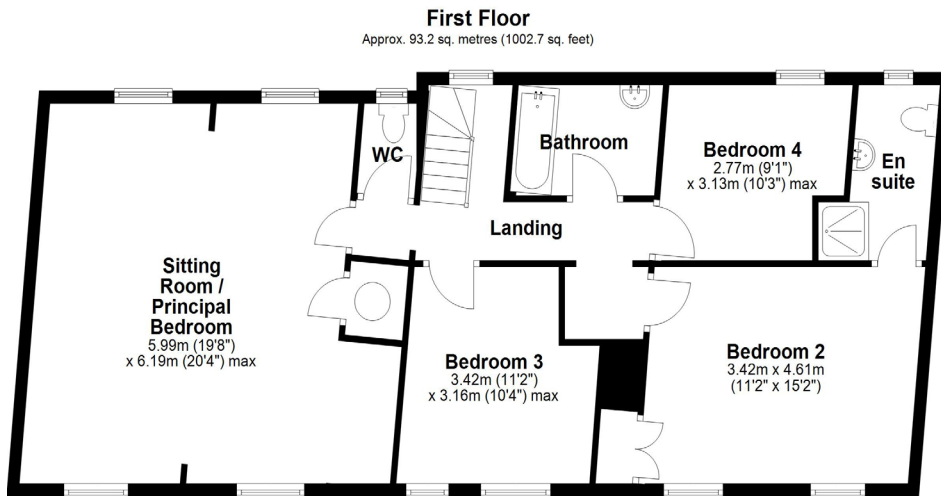 First Floor
Approx. 93.2 sq. metres (1002.7 sq. feet)
WC
Bathroom
Bedroom 4
2.77m (9'1")
x 3.13m (10'3") max
En
suite
Landing
Sitting
Room /
Principal
Bedroom
5.99m (19'8")
x 6.19m (20'4") max
Bedroom 3
3.42m (11'2")
x 3.16m (10'4") max
Bedroom 2
3.42m x 4.61m
(11'2" x 15'2")